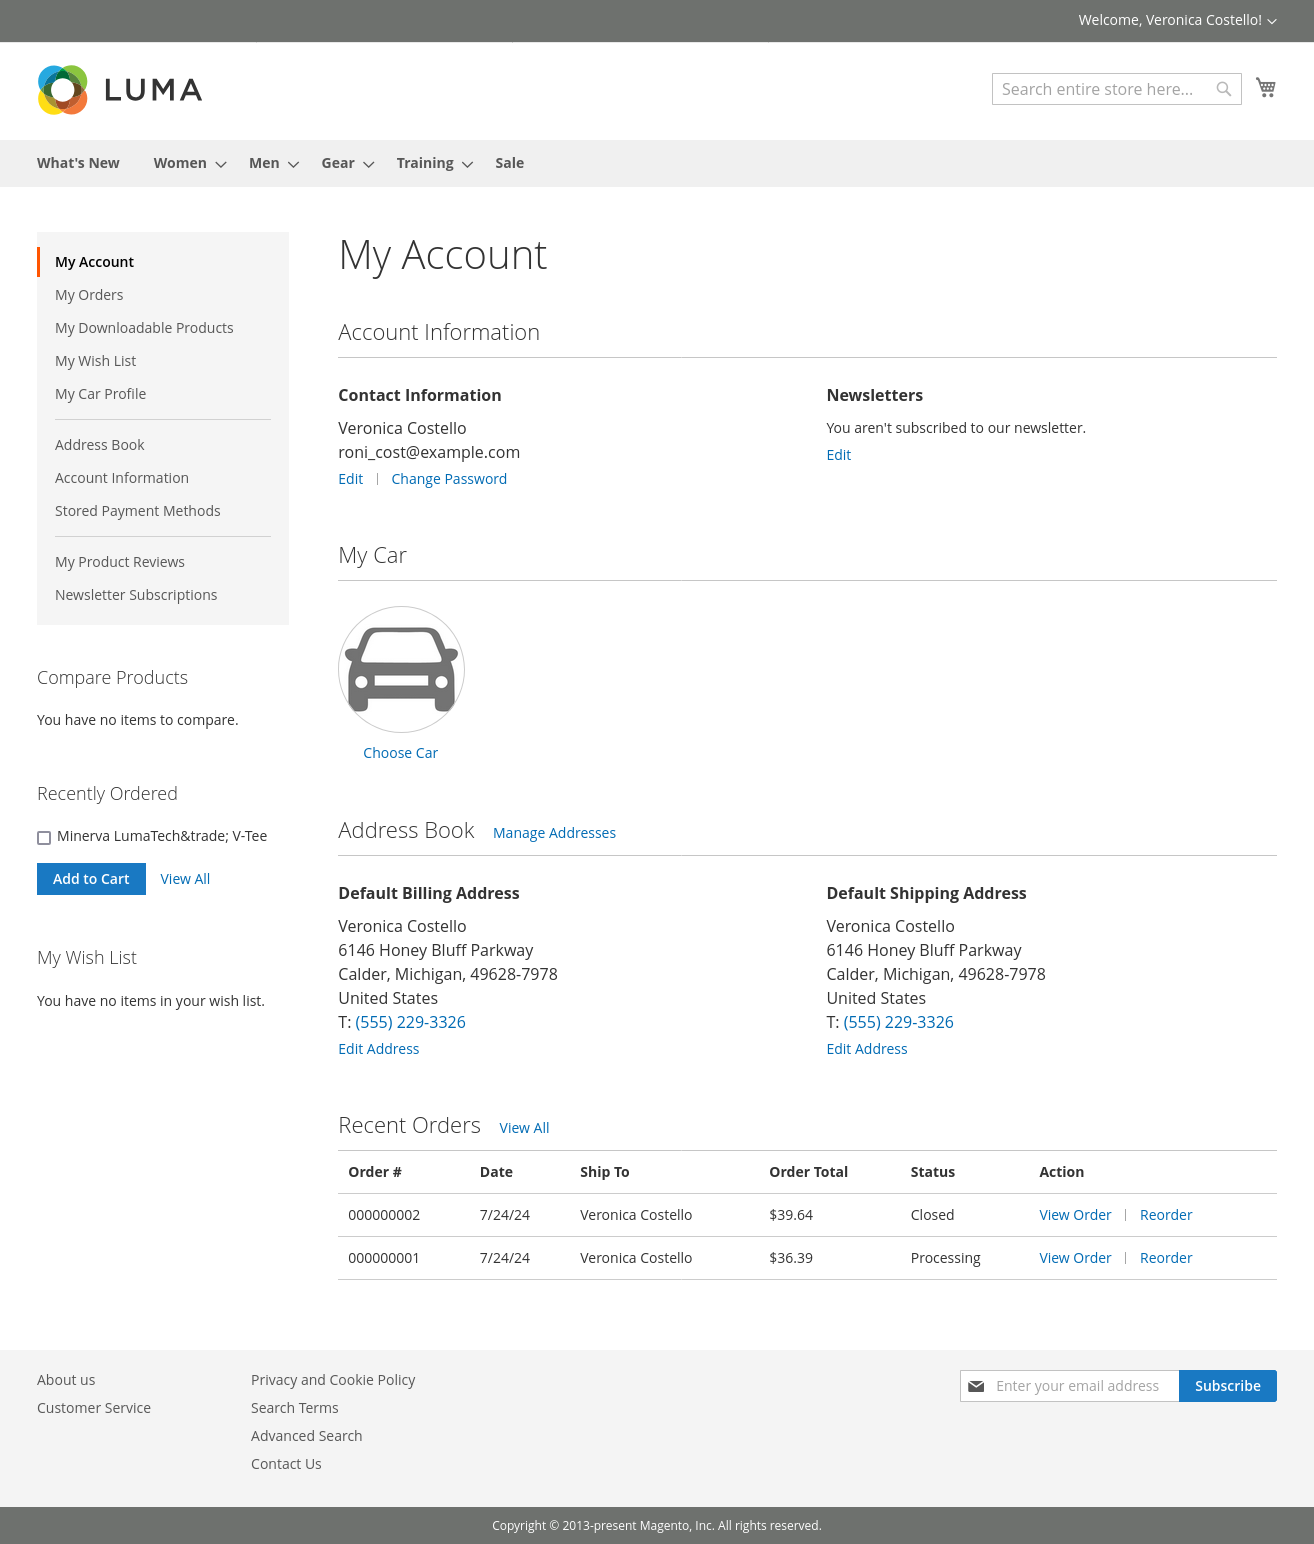 Welcome, Veronica Costello!
LUMA
Search entire store here...
What's New Women Men Gear Training Sale
My Account
My Orders
My Downloadable Products
My Wish List
My Car Profile
Address Book
Account Information
Stored Payment Methods
My Product Reviews
Newsletter Subscriptions
Compare Products
You have no items to compare.
Recently Ordered
Minerva LumaTech&trade; V-Tee
Add to Cart View All
My Wish List
You have no items in your wish list.
My Account
Account Information
Contact Information
Veronica Costello
roni_cost@example.com
Edit | Change Password
Newsletters
You aren't subscribed to our newsletter.
Edit
My Car
Choose Car
Address Book Manage Addresses
Default Billing Address
Veronica Costello
6146 Honey Bluff Parkway
Calder, Michigan, 49628-7978
United States
T: (555) 229-3326
Edit Address
Default Shipping Address
Veronica Costello
6146 Honey Bluff Parkway
Calder, Michigan, 49628-7978
United States
T: (555) 229-3326
Edit Address
Recent Orders View All
Order # Date Ship To Order Total Status Action
000000002 7/24/24 Veronica Costello $39.64 Closed View Order | Reorder
000000001 7/24/24 Veronica Costello $36.39 Processing View Order | Reorder
About us
Customer Service
Privacy and Cookie Policy
Search Terms
Advanced Search
Contact Us
Enter your email address Subscribe
Copyright © 2013-present Magento, Inc. All rights reserved.